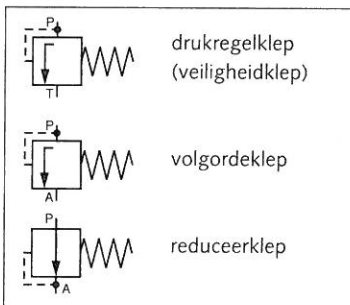 P
drukregelklep
(veiligheidklep)
T
P
volgordeklep
A
P
reduceerklep
A